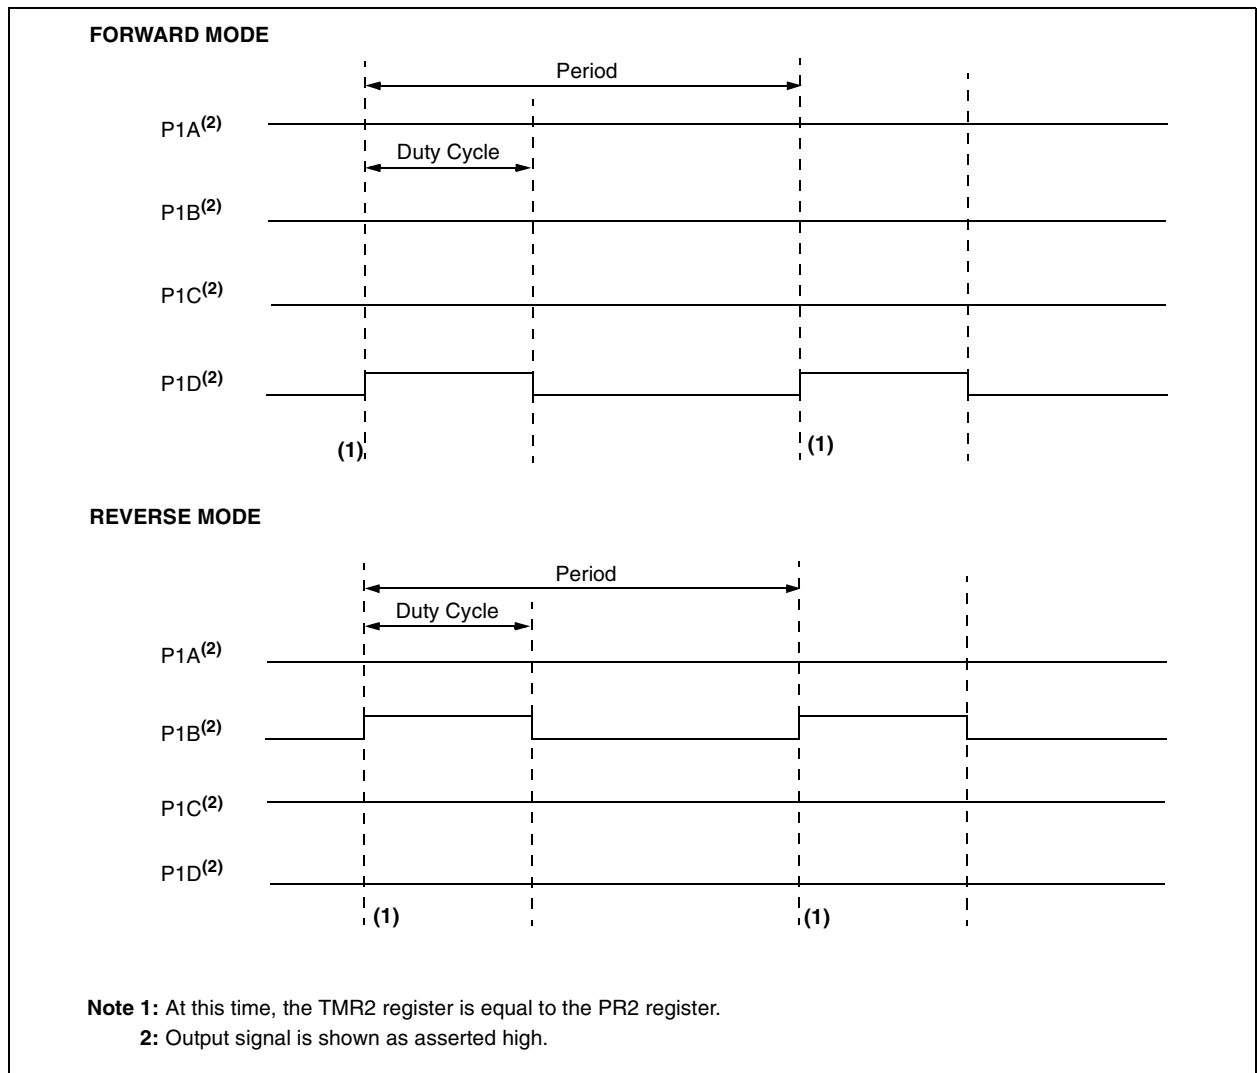 FORWARD MODE
Period
P1A(2)
Duty Cycle
P1B(2)
P1C(2)
P1D(2)
(1)
(1)
REVERSE MODE
Period
Duty Cycle
P1A(2)
P1B(2)
P1C(2)
P1D(2)
(1)
(1)
Note 1: At this time, the TMR2 register is equal to the PR2 register.
2: Output signal is shown as asserted high.